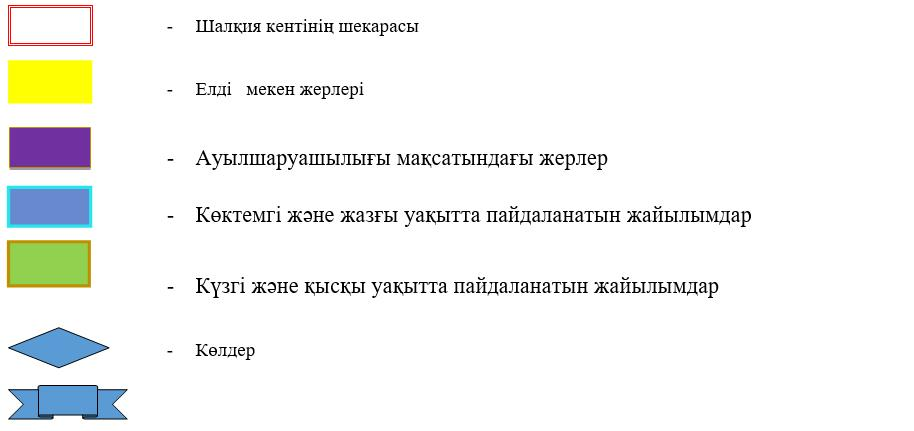 - Шалқия кентінің шекарасы
- Елді мекен жерлері
- Ауылшаруашылығы мақсатындағы жерлер
- Көктемгі және жазғы уақытта пайдаланатын жайылымдар
- Күзгі және қысқы уақытта пайдаланатын жайылымдар
- Көлдер